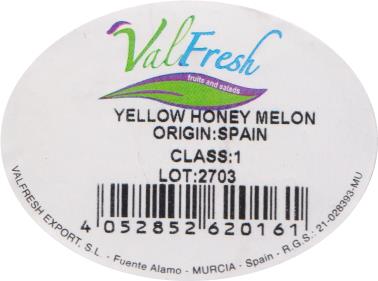 ValFresh
fruits and salads
YELLOW HONEY MELON
ORIGIN:SPAIN
CLASS:1
LOT:2703
4 052852 620161
VALFRESH EXPORT, S.L. - Fuente Alamo - MURCIA - Spain - R.G.S.: 21-028393-MU